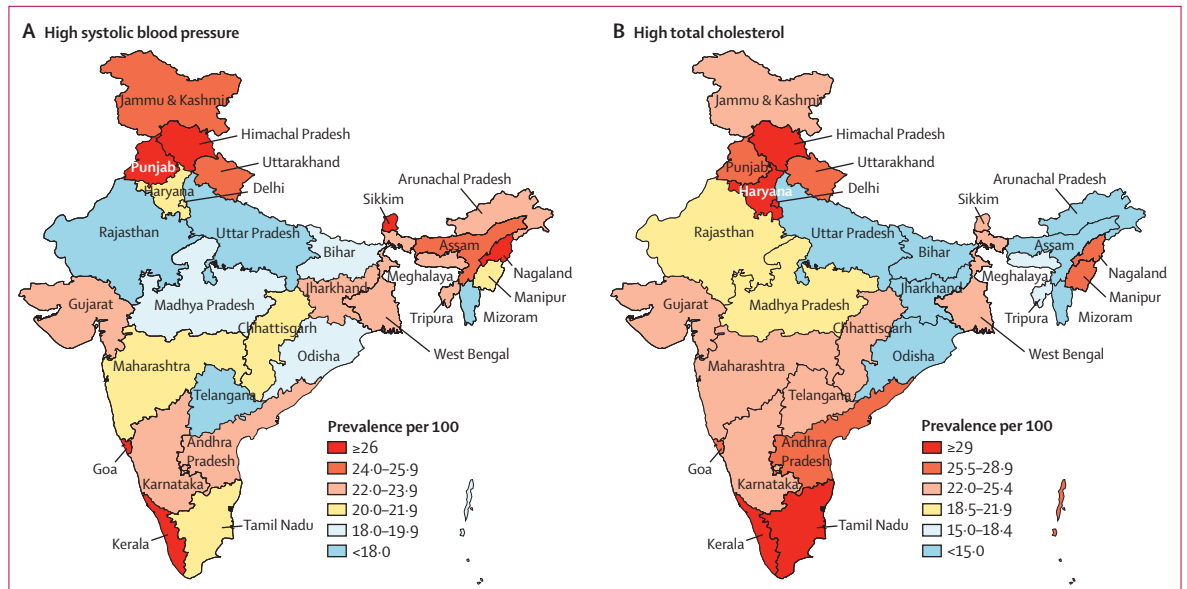 A High systolic blood pressure
Jammu & Kashmir
Himachal Pradesh
Punjab
Uttarakhand
Haryana
Delhi
Arunachal Pradesh
Sikkim
Rajasthan
Uttar Pradesh
Assam
Bihar
Meghalaya
Nagaland
Jharkhand
Gujarat
Madhya Pradesh
Manipur
Tripura
Mizoram
Chhattisgarh
West Bengal
Odisha
Maharashtra
Telangana
Andhra
Pradesh
Goa
Karnataka
Tamil Nadu
Kerala
Prevalence per 100
≥26
24·0–25·9
22·0–23·9
20·0–21·9
18·0–19·9
<18·0
B High total cholesterol
Jammu & Kashmir
Himachal Pradesh
Punjab
Uttarakhand
Haryana
Delhi
Arunachal Pradesh
Sikkim
Rajasthan
Uttar Pradesh
Assam
Bihar
Meghalaya
Nagaland
Jharkhand
Gujarat
Madhya Pradesh
Manipur
Tripura
Mizoram
Chhattisgarh
West Bengal
Odisha
Maharashtra
Telangana
Andhra
Pradesh
Goa
Karnataka
Tamil Nadu
Kerala
Prevalence per 100
≥29
25·5–28·9
22·0–25·4
18·5–21·9
15·0–18·4
<15·0